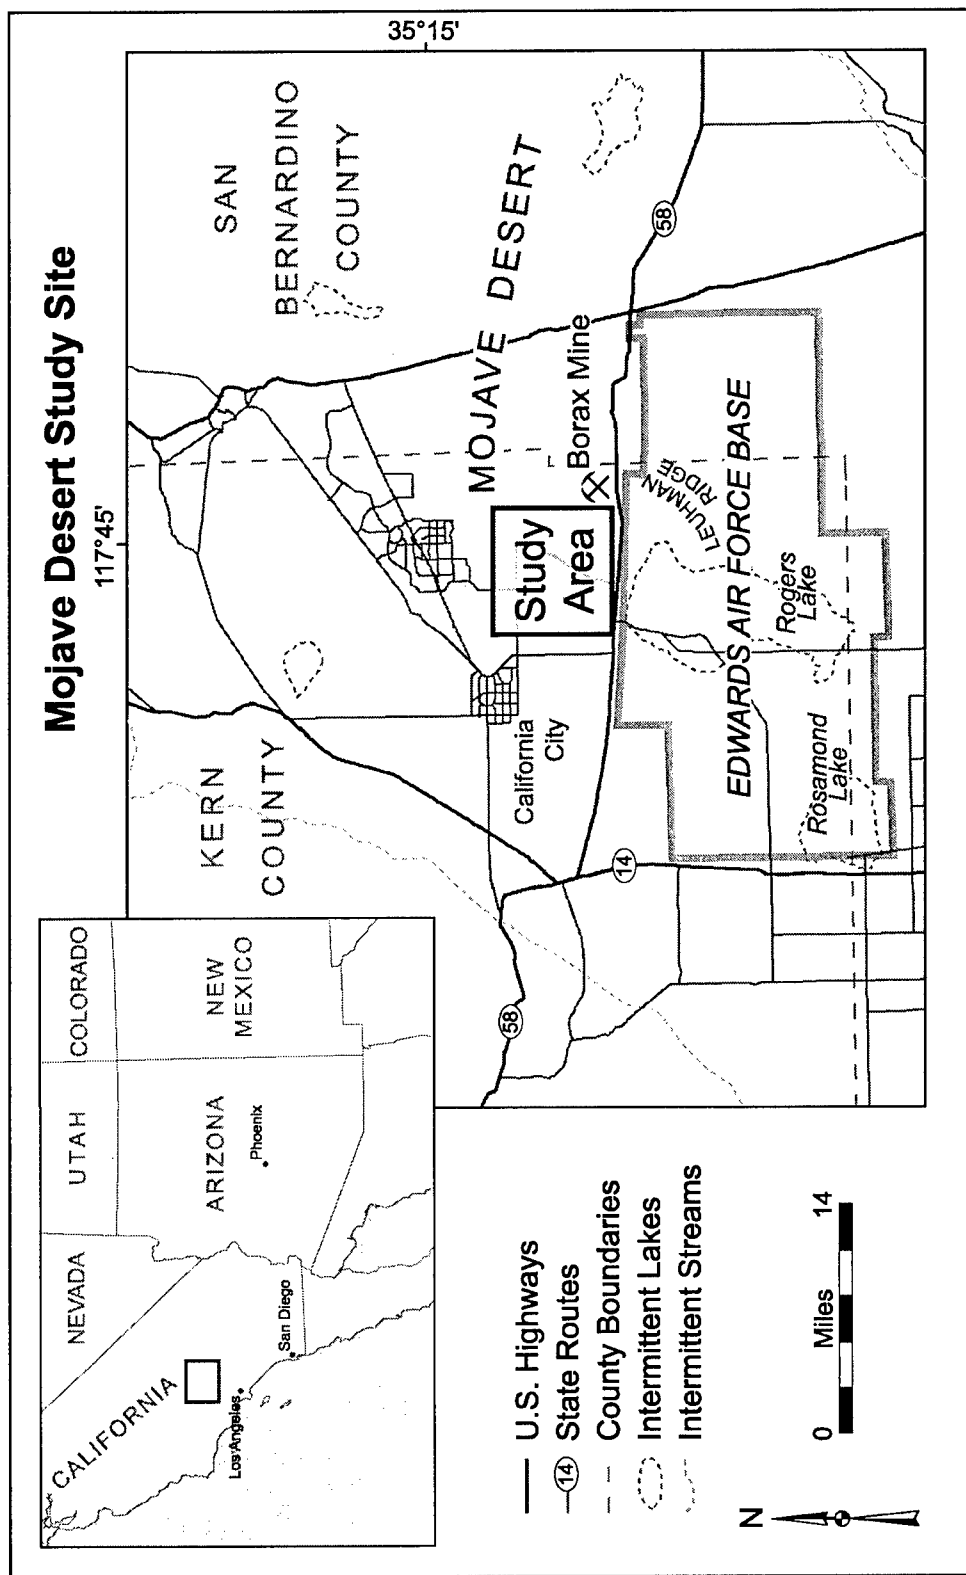 Mojave Desert Study Site
117°45'
35°15'
NEVADA
UTAH
COLORADO
CALIFORNIA
ARIZONA
NEW
MEXICO
Phoenix
Los Angeles
San Diego
KERN
COUNTY
SAN
BERNARDINO
COUNTY
MOJAVE DESERT
California
City
Study
Area
Borax Mine
58
14
58
LEUHMAN
RIDGE
EDWARDS AIR FORCE BASE
Rogers
Lake
Rosamond
Lake
U.S. Highways
14 State Routes
County Boundaries
Intermittent Lakes
Intermittent Streams
N
0 Miles 14